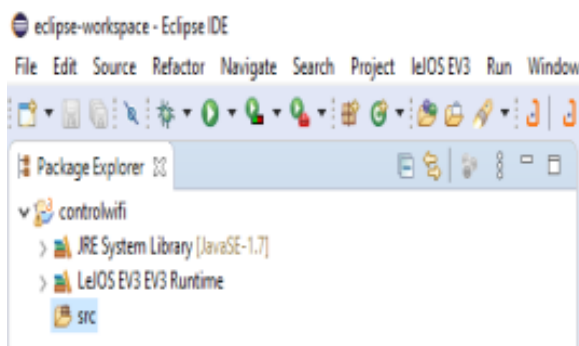 eclipse-workspace - Eclipse IDE
File Edit Source Refactor Navigate Search Project leJOS EV3 Run Window
Package Explorer
controlwifi
JRE System Library [JavaSE-1.7]
LeJOS EV3 EV3 Runtime
src